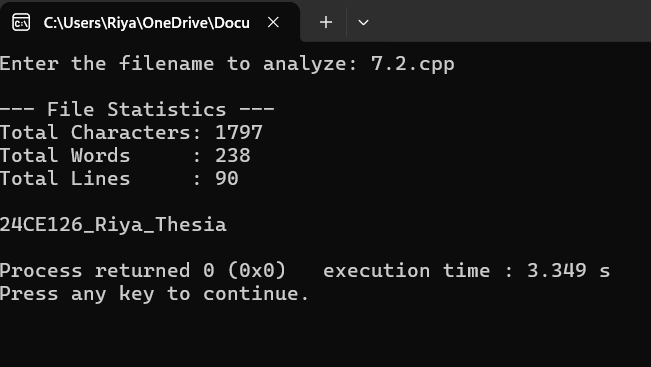 C:\Users\Riya\OneDrive\Docu
Enter the filename to analyze: 7.2.cpp
--- File Statistics ---
Total Characters: 1797
Total Words     : 238
Total Lines     : 90
24CE126_Riya_Thesia
Process returned 0 (0x0)   execution time : 3.349 s
Press any key to continue.